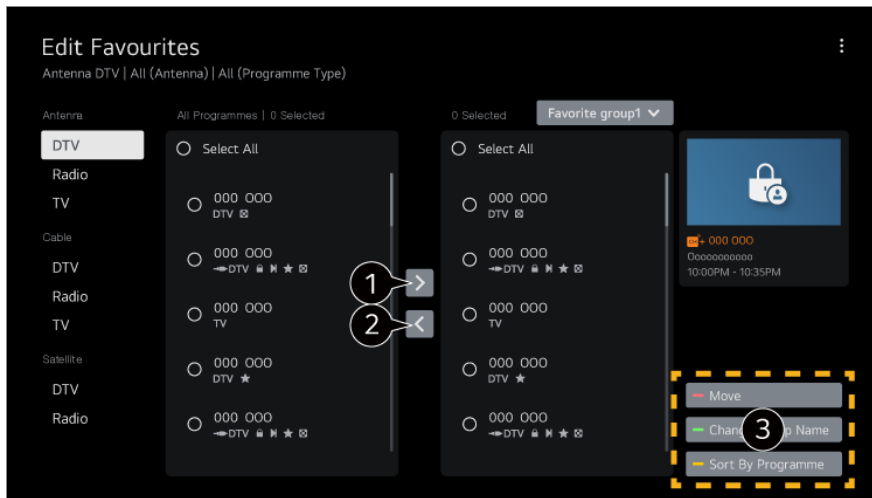 Edit Favourites
Antenna DTV | All (Antenna) | All (Programme Type)
Antenna
DTV
Radio
TV
Cable
DTV
Radio
TV
Satellite
DTV
Radio
All Programmes | 0 Selected
Select All
000 000
DTV
000 000
DTV
000 000
TV
000 000
DTV
000 000
DTV
1
2
0 Selected
Favorite group1
Select All
000 000
DTV
000 000
DTV
000 000
TV
000 000
DTV
000 000
DTV
000 000
Ooooooooooo
10:00PM - 10:35PM
Move
3
Name
Sort By Programme